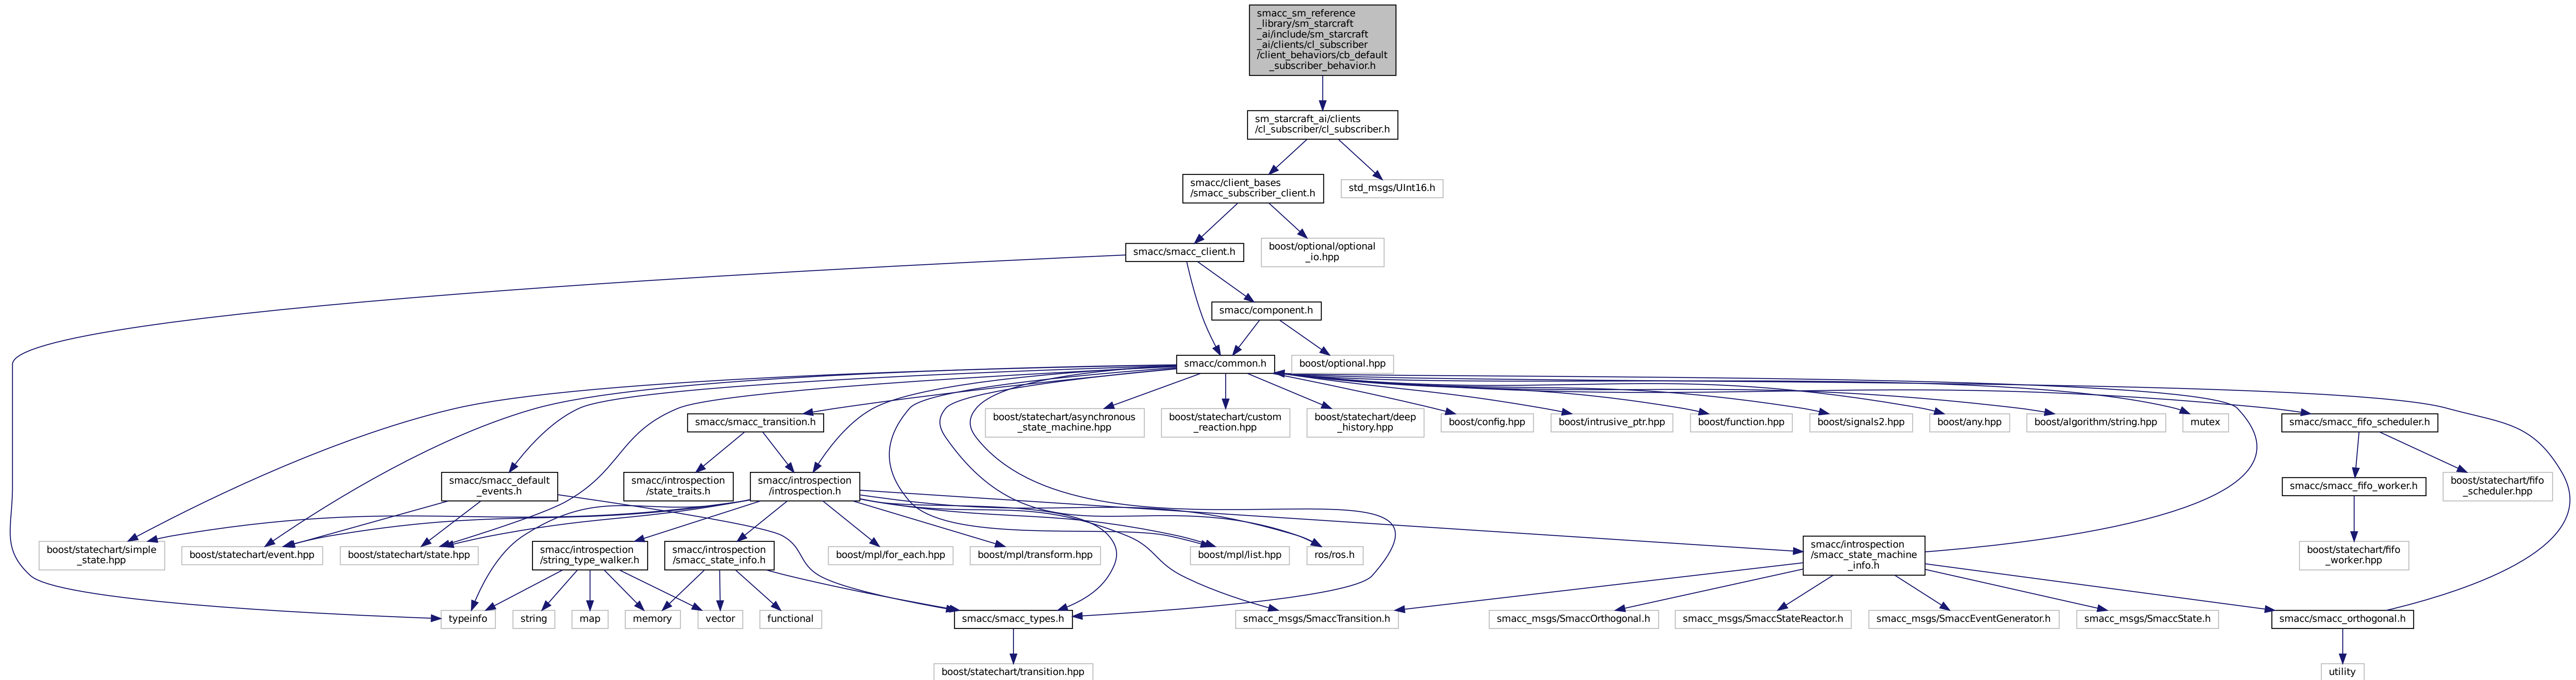 smacc_sm_reference
_library/sm_starcraft
_ai/include/sm_starcraft
_ai/clients/cl_subscriber
/client_behaviors/cb_default
_subscriber_behavior.h
sm_starcraft_ai/clients
/cl_subscriber/cl_subscriber.h
smacc/client_bases
/smacc_subscriber_client.h
std_msgs/UInt16.h
smacc/smacc_client.h
boost/optional/optional
_io.hpp
smacc/component.h
smacc/common.h
boost/optional.hpp
smacc/smacc_transition.h
boost/statechart/asynchronous
_state_machine.hpp
boost/statechart/custom
_reaction.hpp
boost/statechart/deep
_history.hpp
boost/config.hpp
boost/intrusive_ptr.hpp
boost/function.hpp
boost/signals2.hpp
boost/any.hpp
boost/algorithm/string.hpp
mutex
smacc/smacc_fifo_scheduler.h
smacc/smacc_default
_events.h
smacc/introspection
/state_traits.h
smacc/introspection
/introspection.h
smacc/smacc_fifo_worker.h
boost/statechart/fifo
_scheduler.hpp
boost/statechart/simple
_state.hpp
boost/statechart/event.hpp
boost/statechart/state.hpp
smacc/introspection
/string_type_walker.h
smacc/introspection
/smacc_state_info.h
boost/mpl/for_each.hpp
boost/mpl/transform.hpp
boost/mpl/list.hpp
ros/ros.h
smacc/introspection
/smacc_state_machine
_info.h
boost/statechart/fifo
_worker.hpp
typeinfo
string
map
memory
vector
functional
smacc/smacc_types.h
smacc_msgs/SmaccTransition.h
smacc_msgs/SmaccOrthogonal.h
smacc_msgs/SmaccStateReactor.h
smacc_msgs/SmaccEventGenerator.h
smacc_msgs/SmaccState.h
smacc/smacc_orthogonal.h
boost/statechart/transition.hpp
utility